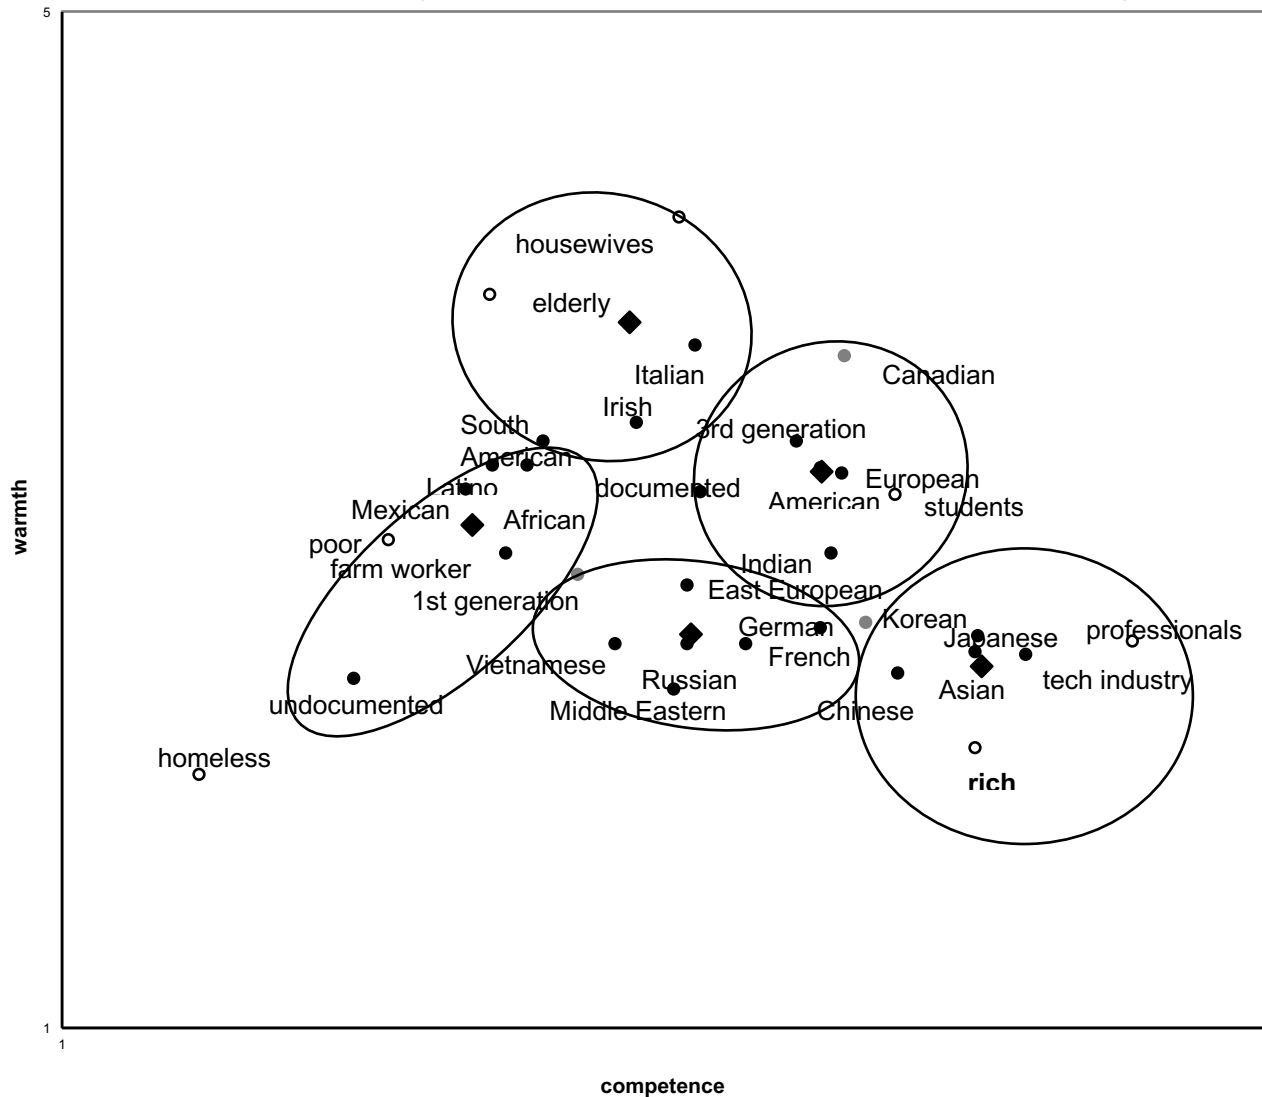 5
housewives
elderly
Italian
Canadian
Irish
South
American
3rd generation
Latino
documented
European
American
students
Mexican
African
poor
farm worker
Indian
East European
1st generation
Korean
German
Japanese
professionals
French
Vietnamese
Russian
Asian
tech industry
Middle Eastern
Chinese
undocumented
homeless
rich
warmth
1
1
competence